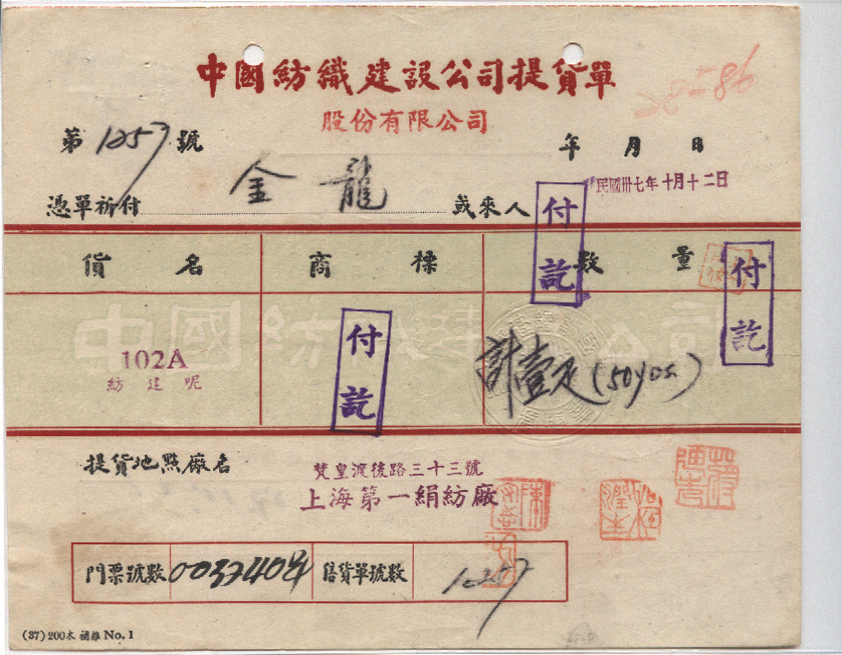 中國紡織建設公司提貨單
股份有限公司
第1257號
年 月 日
民國卅七年十月十二日
憑單祈付 金龍 或來人
貨名 商標 數量
付訖
付訖
付訖
102A
紡建呢
計壹疋(50yds.)
提貨地點廠名
梵皇渡後路三十三號
上海第一絹紡廠
門票號數 售貨單號數 1257
(37) 200本 No. 1